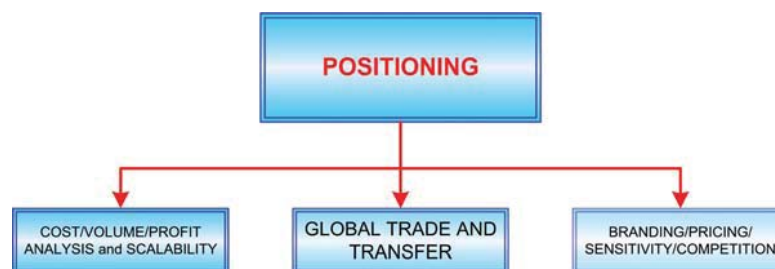 POSITIONING
COST/VOLUME/PROFIT
ANALYSIS and SCALABILITY
GLOBAL TRADE AND
TRANSFER
BRANDING/PRICING/
SENSITIVITY/COMPETITION